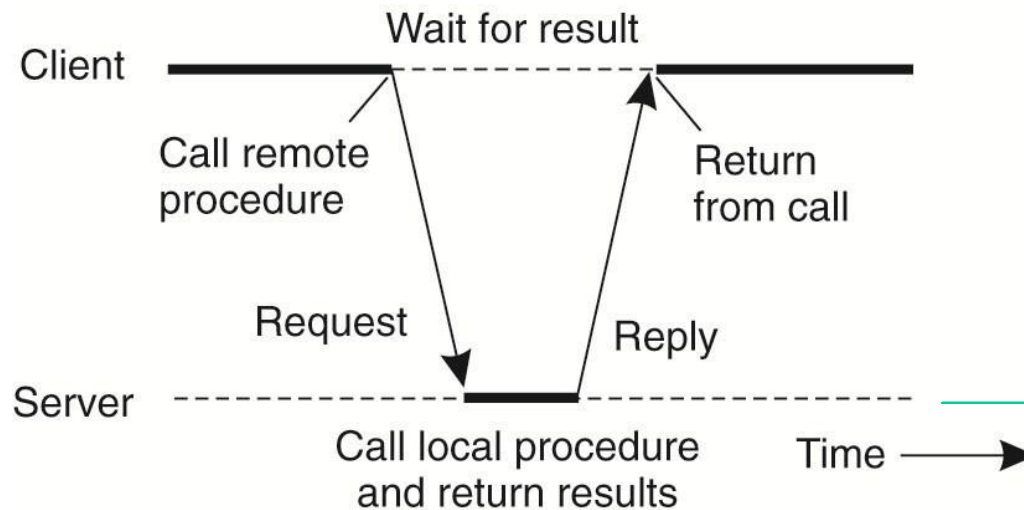 Wait for result
Client
Call remote
procedure
Return
from call
Request
Reply
Server
Call local procedure
and return results
Time